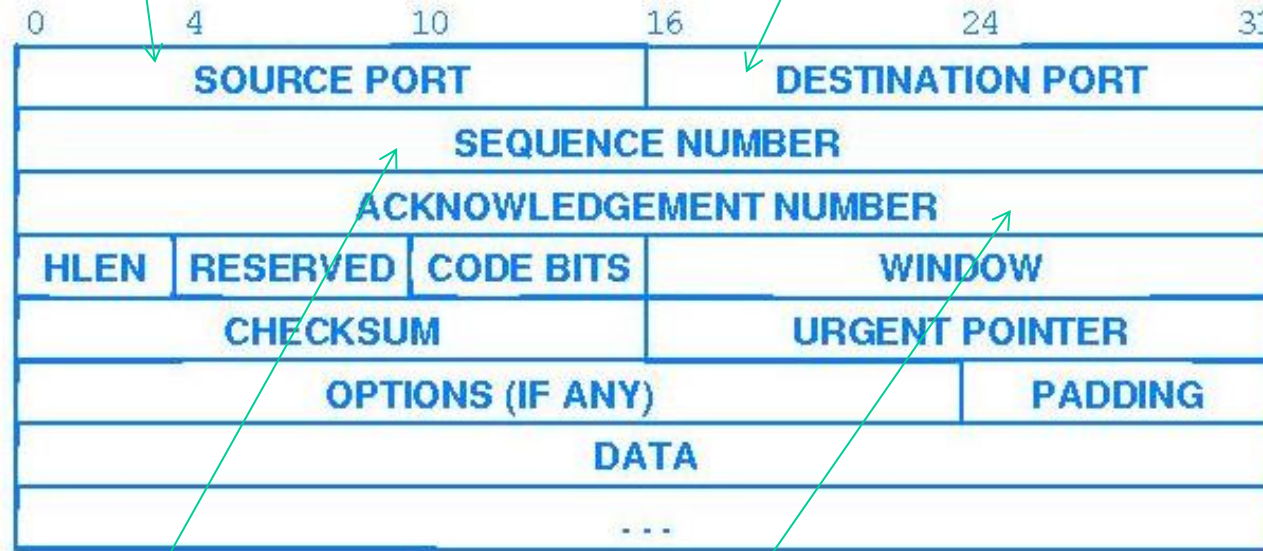 0 4 10 16 24 31
SOURCE PORT DESTINATION PORT
SEQUENCE NUMBER
ACKNOWLEDGEMENT NUMBER
HLEN RESERVED CODE BITS WINDOW
CHECKSUM URGENT POINTER
OPTIONS (IF ANY) PADDING
DATA
...